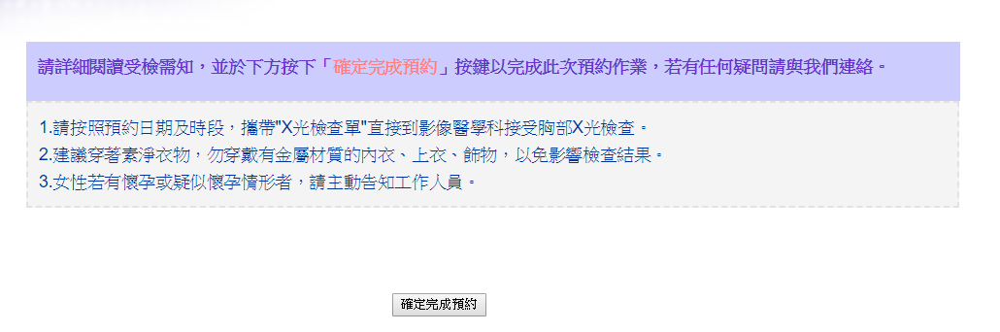 請詳細閱讀受檢需知，並於下方按下「確定完成預約」按鍵以完成此次預約作業，若有任何疑問請與我們連絡。
1.請按照預約日期及時段，攜帶"X光檢查單"直接到影像醫學科接受胸部X光檢查。
2.建議穿著素淨衣物，勿穿戴有金屬材質的內衣、上衣、飾物，以免影響檢查結果。
3.女性若有懷孕或疑似懷孕情形者，請主動告知工作人員。
確定完成預約